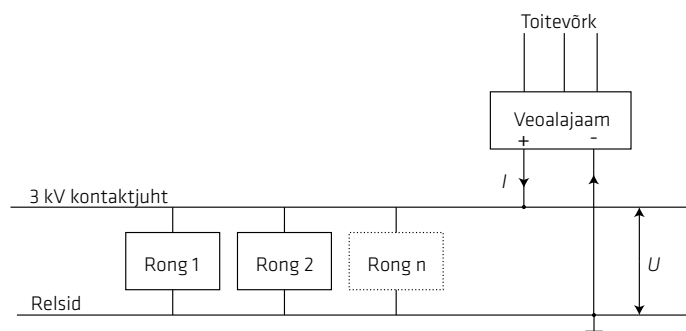 Toitevõrk
Veoalajaam
+ -
I
3 kV kontaktjuht
Rong 1 Rong 2 Rong n
U
Relsid